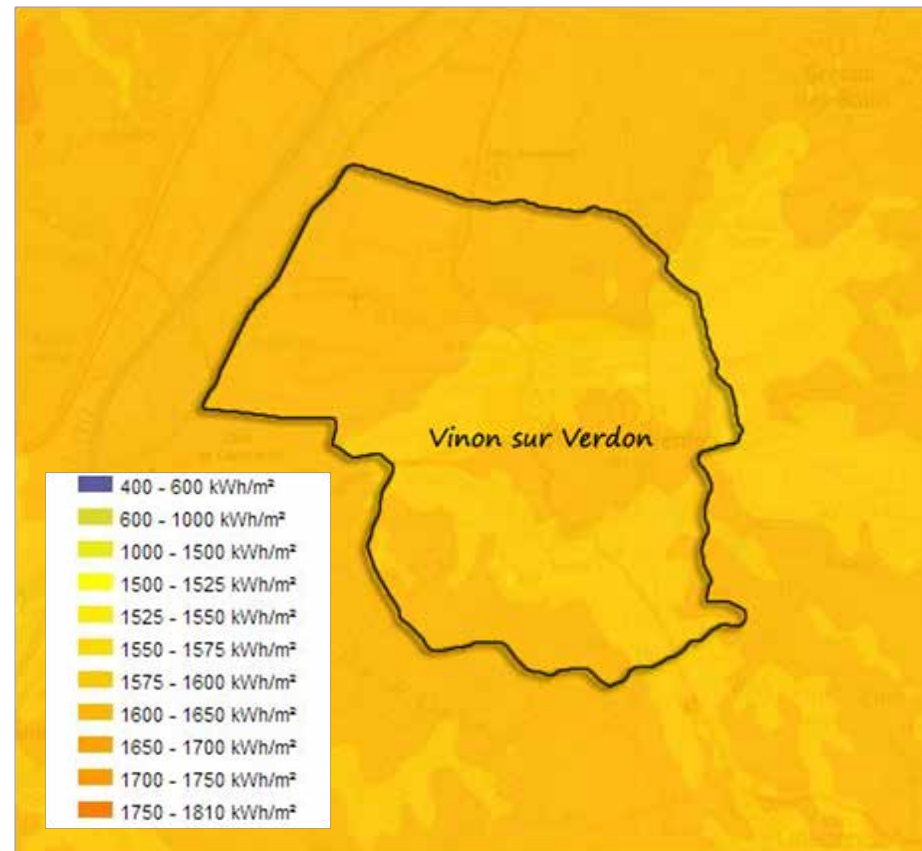 Vinon sur Verdon
400 - 600 kWh/m²
600 - 1000 kWh/m²
1000 - 1500 kWh/m²
1500 - 1525 kWh/m²
1525 - 1550 kWh/m²
1550 - 1575 kWh/m²
1575 - 1600 kWh/m²
1600 - 1650 kWh/m²
1650 - 1700 kWh/m²
1700 - 1750 kWh/m²
1750 - 1810 kWh/m²